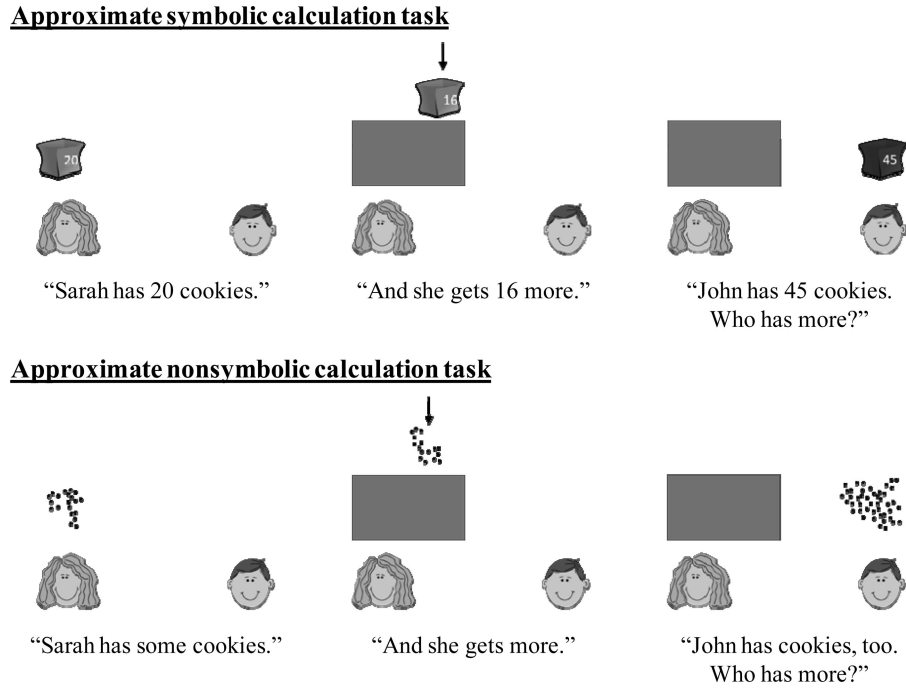 Approximate symbolic calculation task
16
20
45
“Sarah has 20 cookies.”
“And she gets 16 more.”
“John has 45 cookies.
Who has more?”
Approximate nonsymbolic calculation task
“Sarah has some cookies.”
“And she gets more.”
“John has cookies, too.
Who has more?”